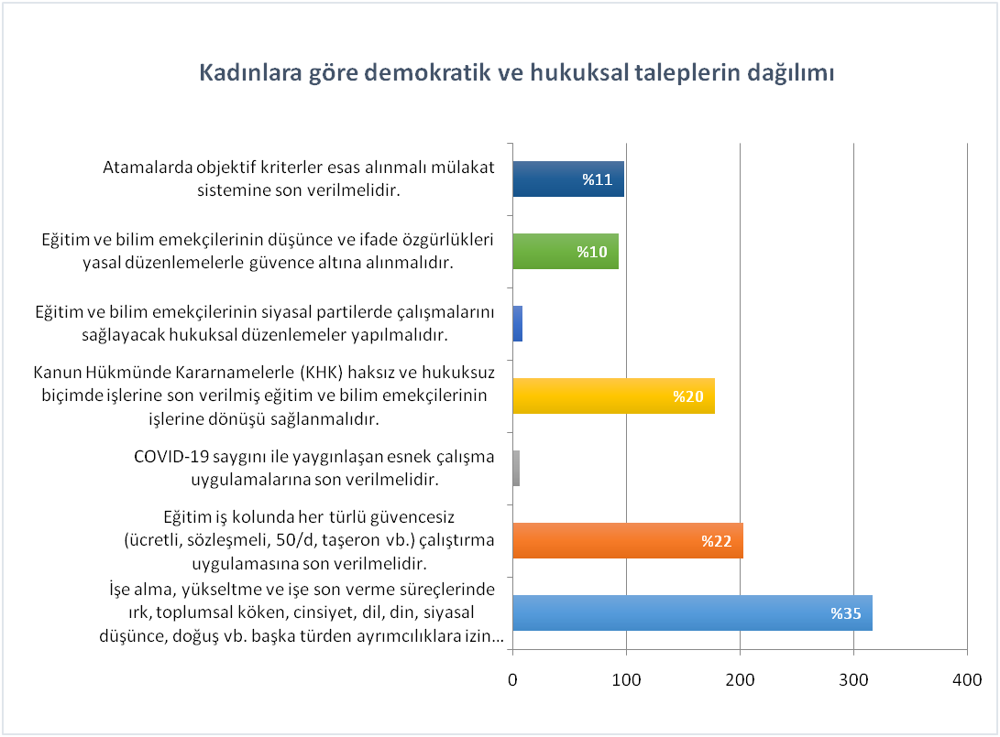 Kadınlara göre demokratik ve hukuksal taleplerin dağılımı
Atamalarda objektif kriterler esas alınmalı mülakat
sistemine son verilmelidir.
%11
Eğitim ve bilim emekçilerinin düşünce ve ifade özgürlükleri
yasal düzenlemelerle güvence altına alınmalıdır.
%10
Eğitim ve bilim emekçilerinin siyasal partilerde çalışmalarını
sağlayacak hukuksal düzenlemeler yapılmalıdır.
Kanun Hükmünde Kararnamelerle (KHK) haksız ve hukuksuz
biçimde işlerine son verilmiş eğitim ve bilim emekçilerinin
işlerine dönüşü sağlanmalıdır.
%20
COVID-19 saygını ile yaygınlaşan esnek çalışma
uygulamalarına son verilmelidir.
Eğitim iş kolunda her türlü güvencesiz
(ücretli, sözleşmeli, 50/d, taşeron vb.) çalıştırma
uygulamasına son verilmelidir.
%22
İşe alma, yükseltme ve işe son verme süreçlerinde
ırk, toplumsal köken, cinsiyet, dil, din, siyasal
düşünce, doğuş vb. başka türden ayrımcılıklara izin...
%35
0 100 200 300 400